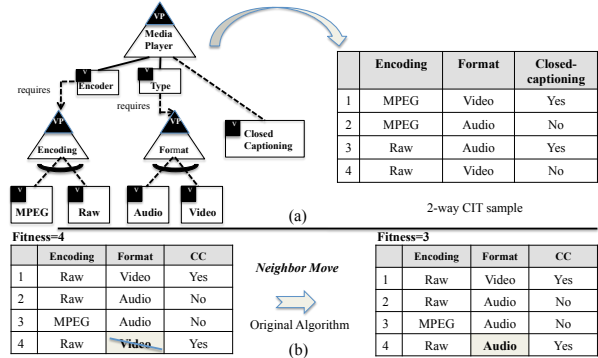 VP
Media
Player
V
Encoder
V
Type
requires
requires
VP
Encoding
VP
Format
V
Closed
Captioning
V
MPEG
V
Raw
V
Audio
V
Video
(a)
Encoding Format Closed-captioning
1 MPEG Video Yes
2 MPEG Audio No
3 Raw Audio Yes
4 Raw Video No
2-way CIT sample
Fitness=4
Encoding Format CC
1 Raw Video Yes
2 Raw Audio No
3 MPEG Audio No
4 Raw Video Yes
Neighbor Move
Original Algorithm
(b)
Fitness=3
Encoding Format CC
1 Raw Video Yes
2 Raw Audio No
3 MPEG Audio No
4 Raw Audio Yes